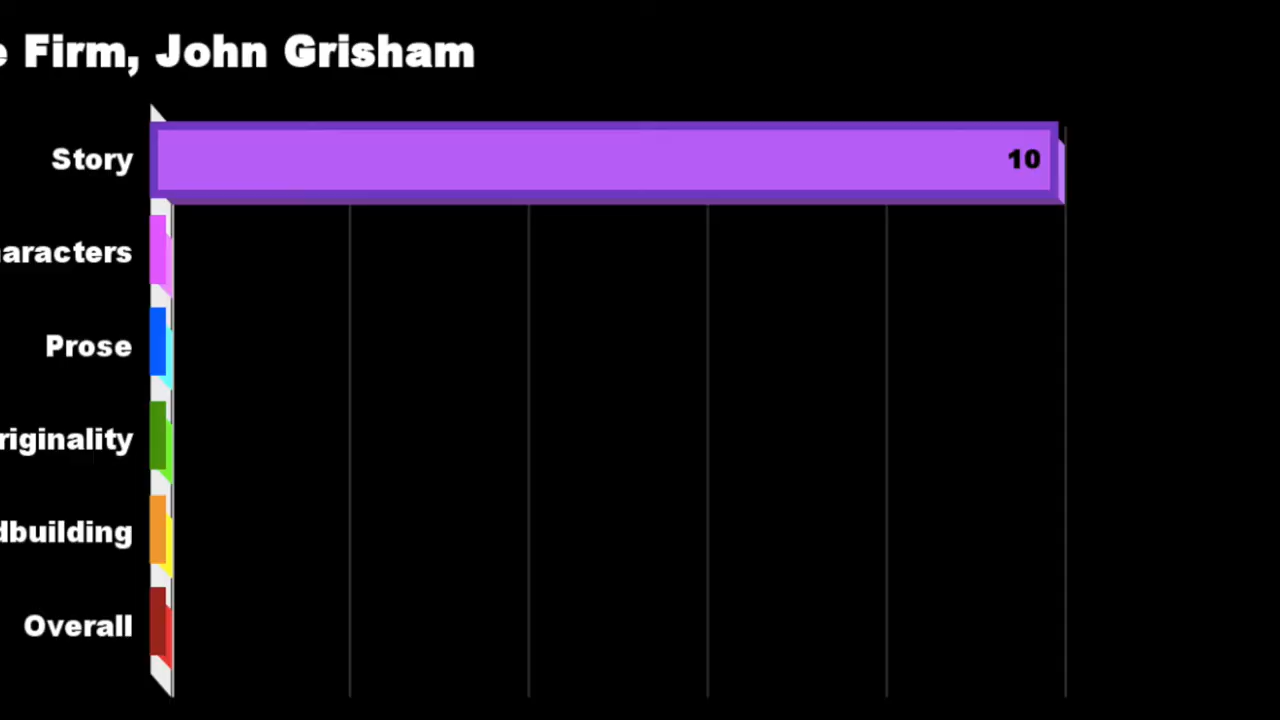 e Firm, John Grisham
Story
10
aracters
Prose
riginality
dbuilding
Overall